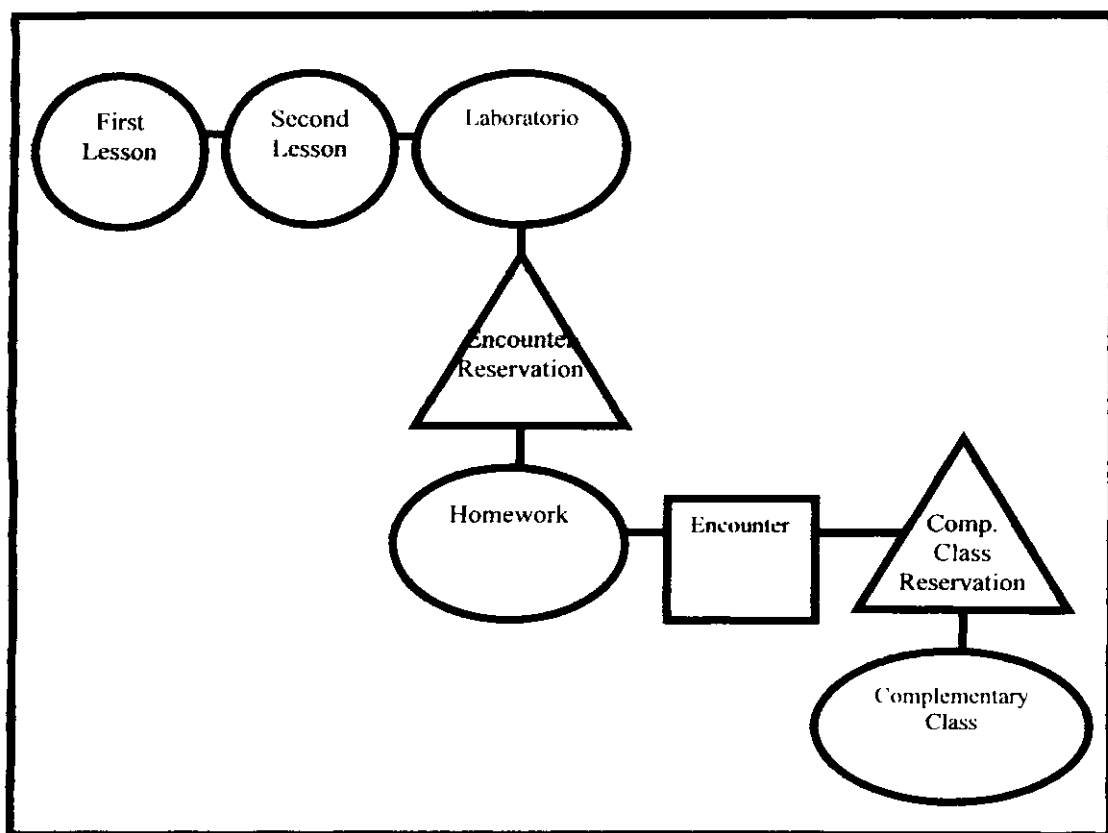 First
Lesson
Second
Lesson
Laboratorio
Encounter
Reservation
Homework
Encounter
Comp.
Class
Reservation
Complementary
Class